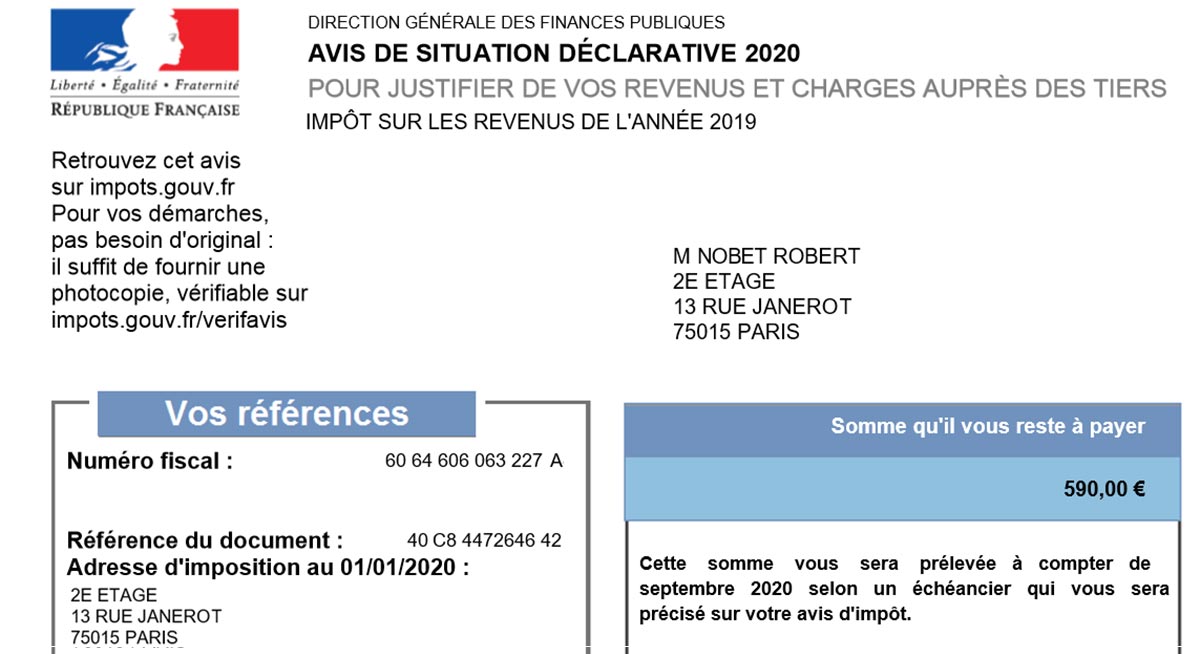 Liberté • Égalité • Fraternité
RÉPUBLIQUE FRANÇAISE
DIRECTION GÉNÉRALE DES FINANCES PUBLIQUES
AVIS DE SITUATION DÉCLARATIVE 2020
POUR JUSTIFIER DE VOS REVENUS ET CHARGES AUPRÈS DES TIERS
IMPÔT SUR LES REVENUS DE L'ANNÉE 2019
Retrouvez cet avis
sur impots.gouv.fr
Pour vos démarches,
pas besoin d'original :
il suffit de fournir une
photocopie, vérifiable sur
impots.gouv.fr/verifavis
M NOBET ROBERT
2E ETAGE
13 RUE JANEROT
75015 PARIS
Vos références
Numéro fiscal : 60 64 606 063 227 A
Référence du document : 40 C8 4472646 42
Adresse d'imposition au 01/01/2020 :
2E ETAGE
13 RUE JANEROT
75015 PARIS
Somme qu'il vous reste à payer
590,00 €
Cette somme vous sera prélevée à compter de
septembre 2020 selon un échéancier qui vous sera
précisé sur votre avis d'impôt.